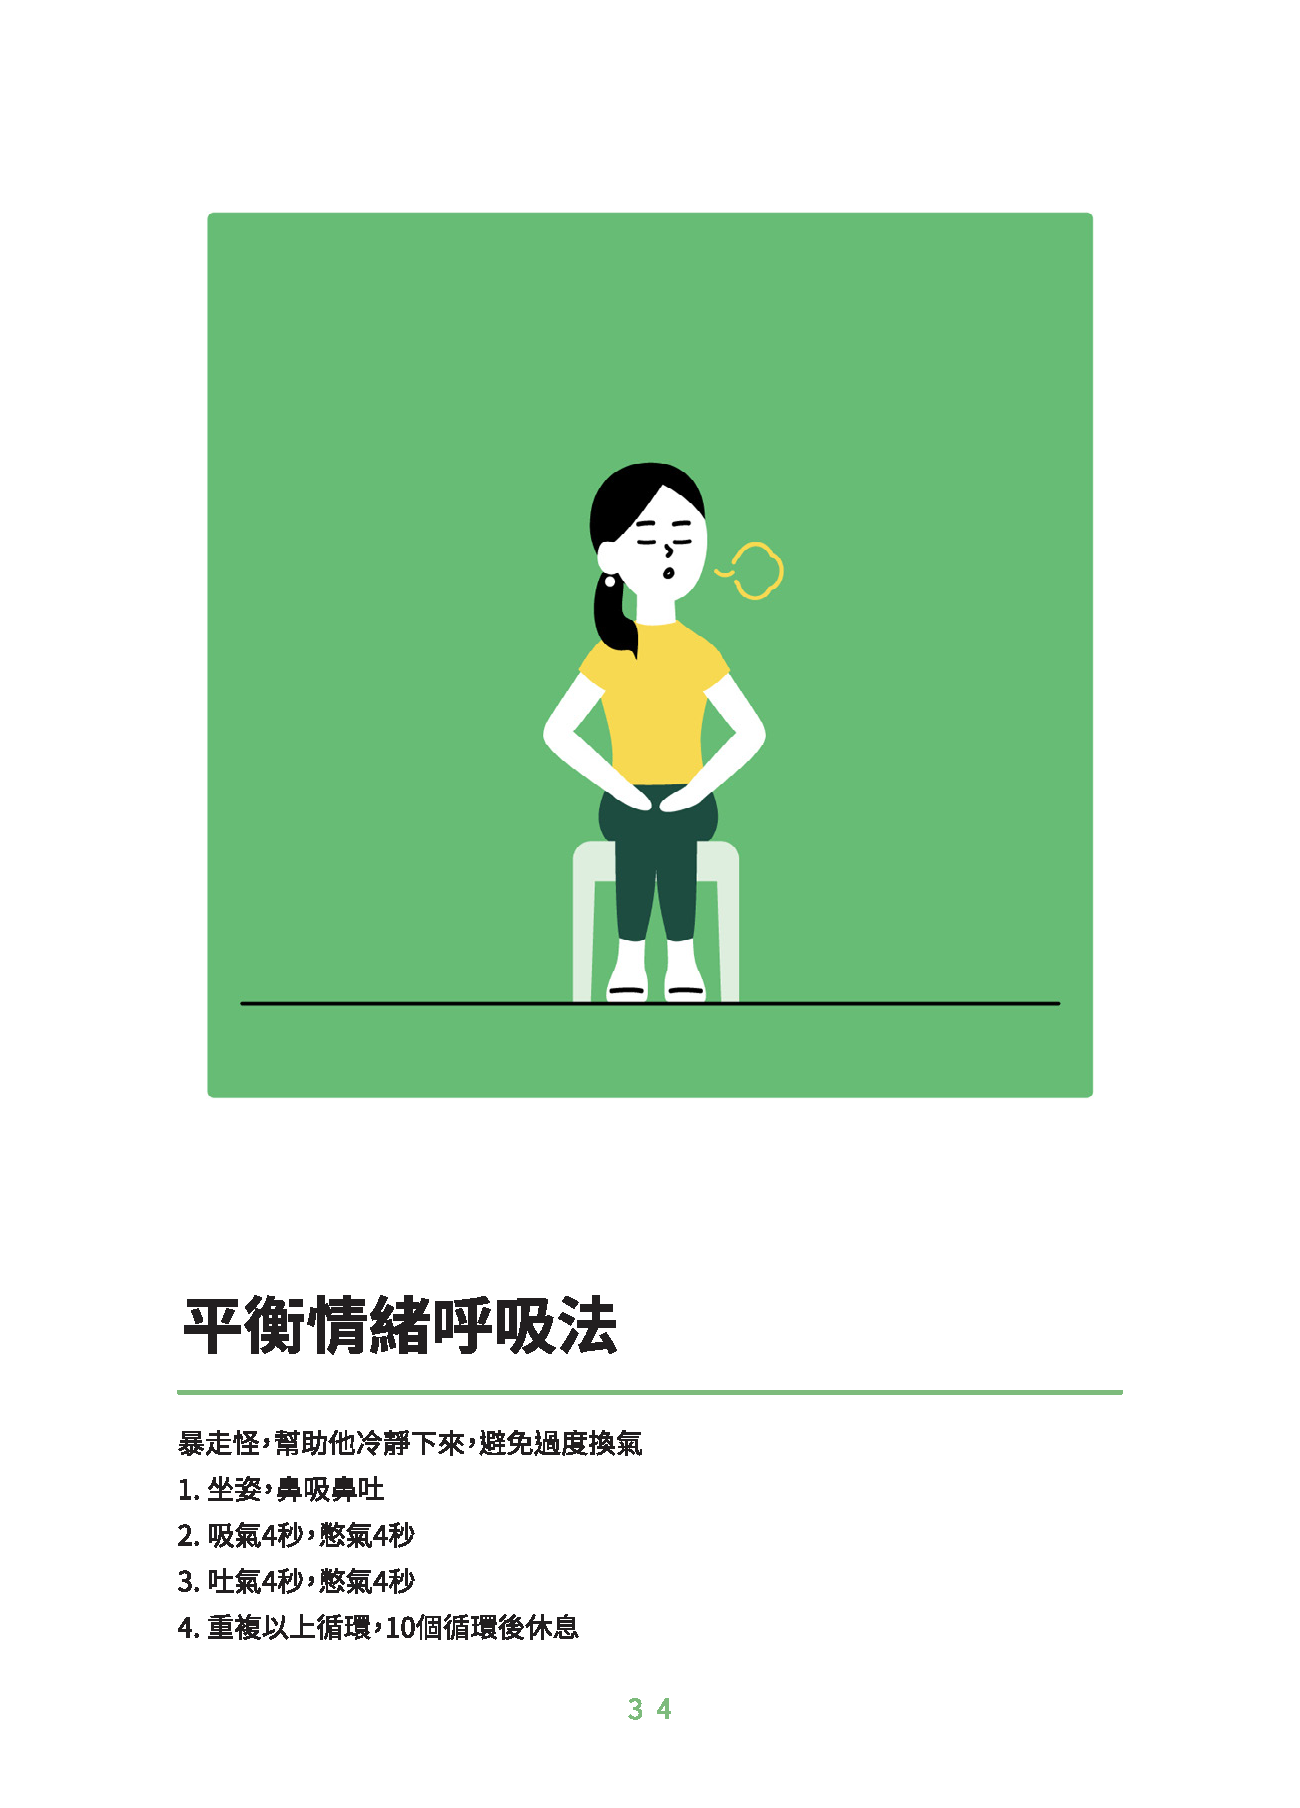 平衡情緒呼吸法
暴走怪，幫助他冷靜下來，避免過度換氣
1. 坐姿，鼻吸鼻吐
2. 吸氣4秒，憋氣4秒
3. 吐氣4秒，憋氣4秒
4. 重複以上循環，10個循環後休息
34